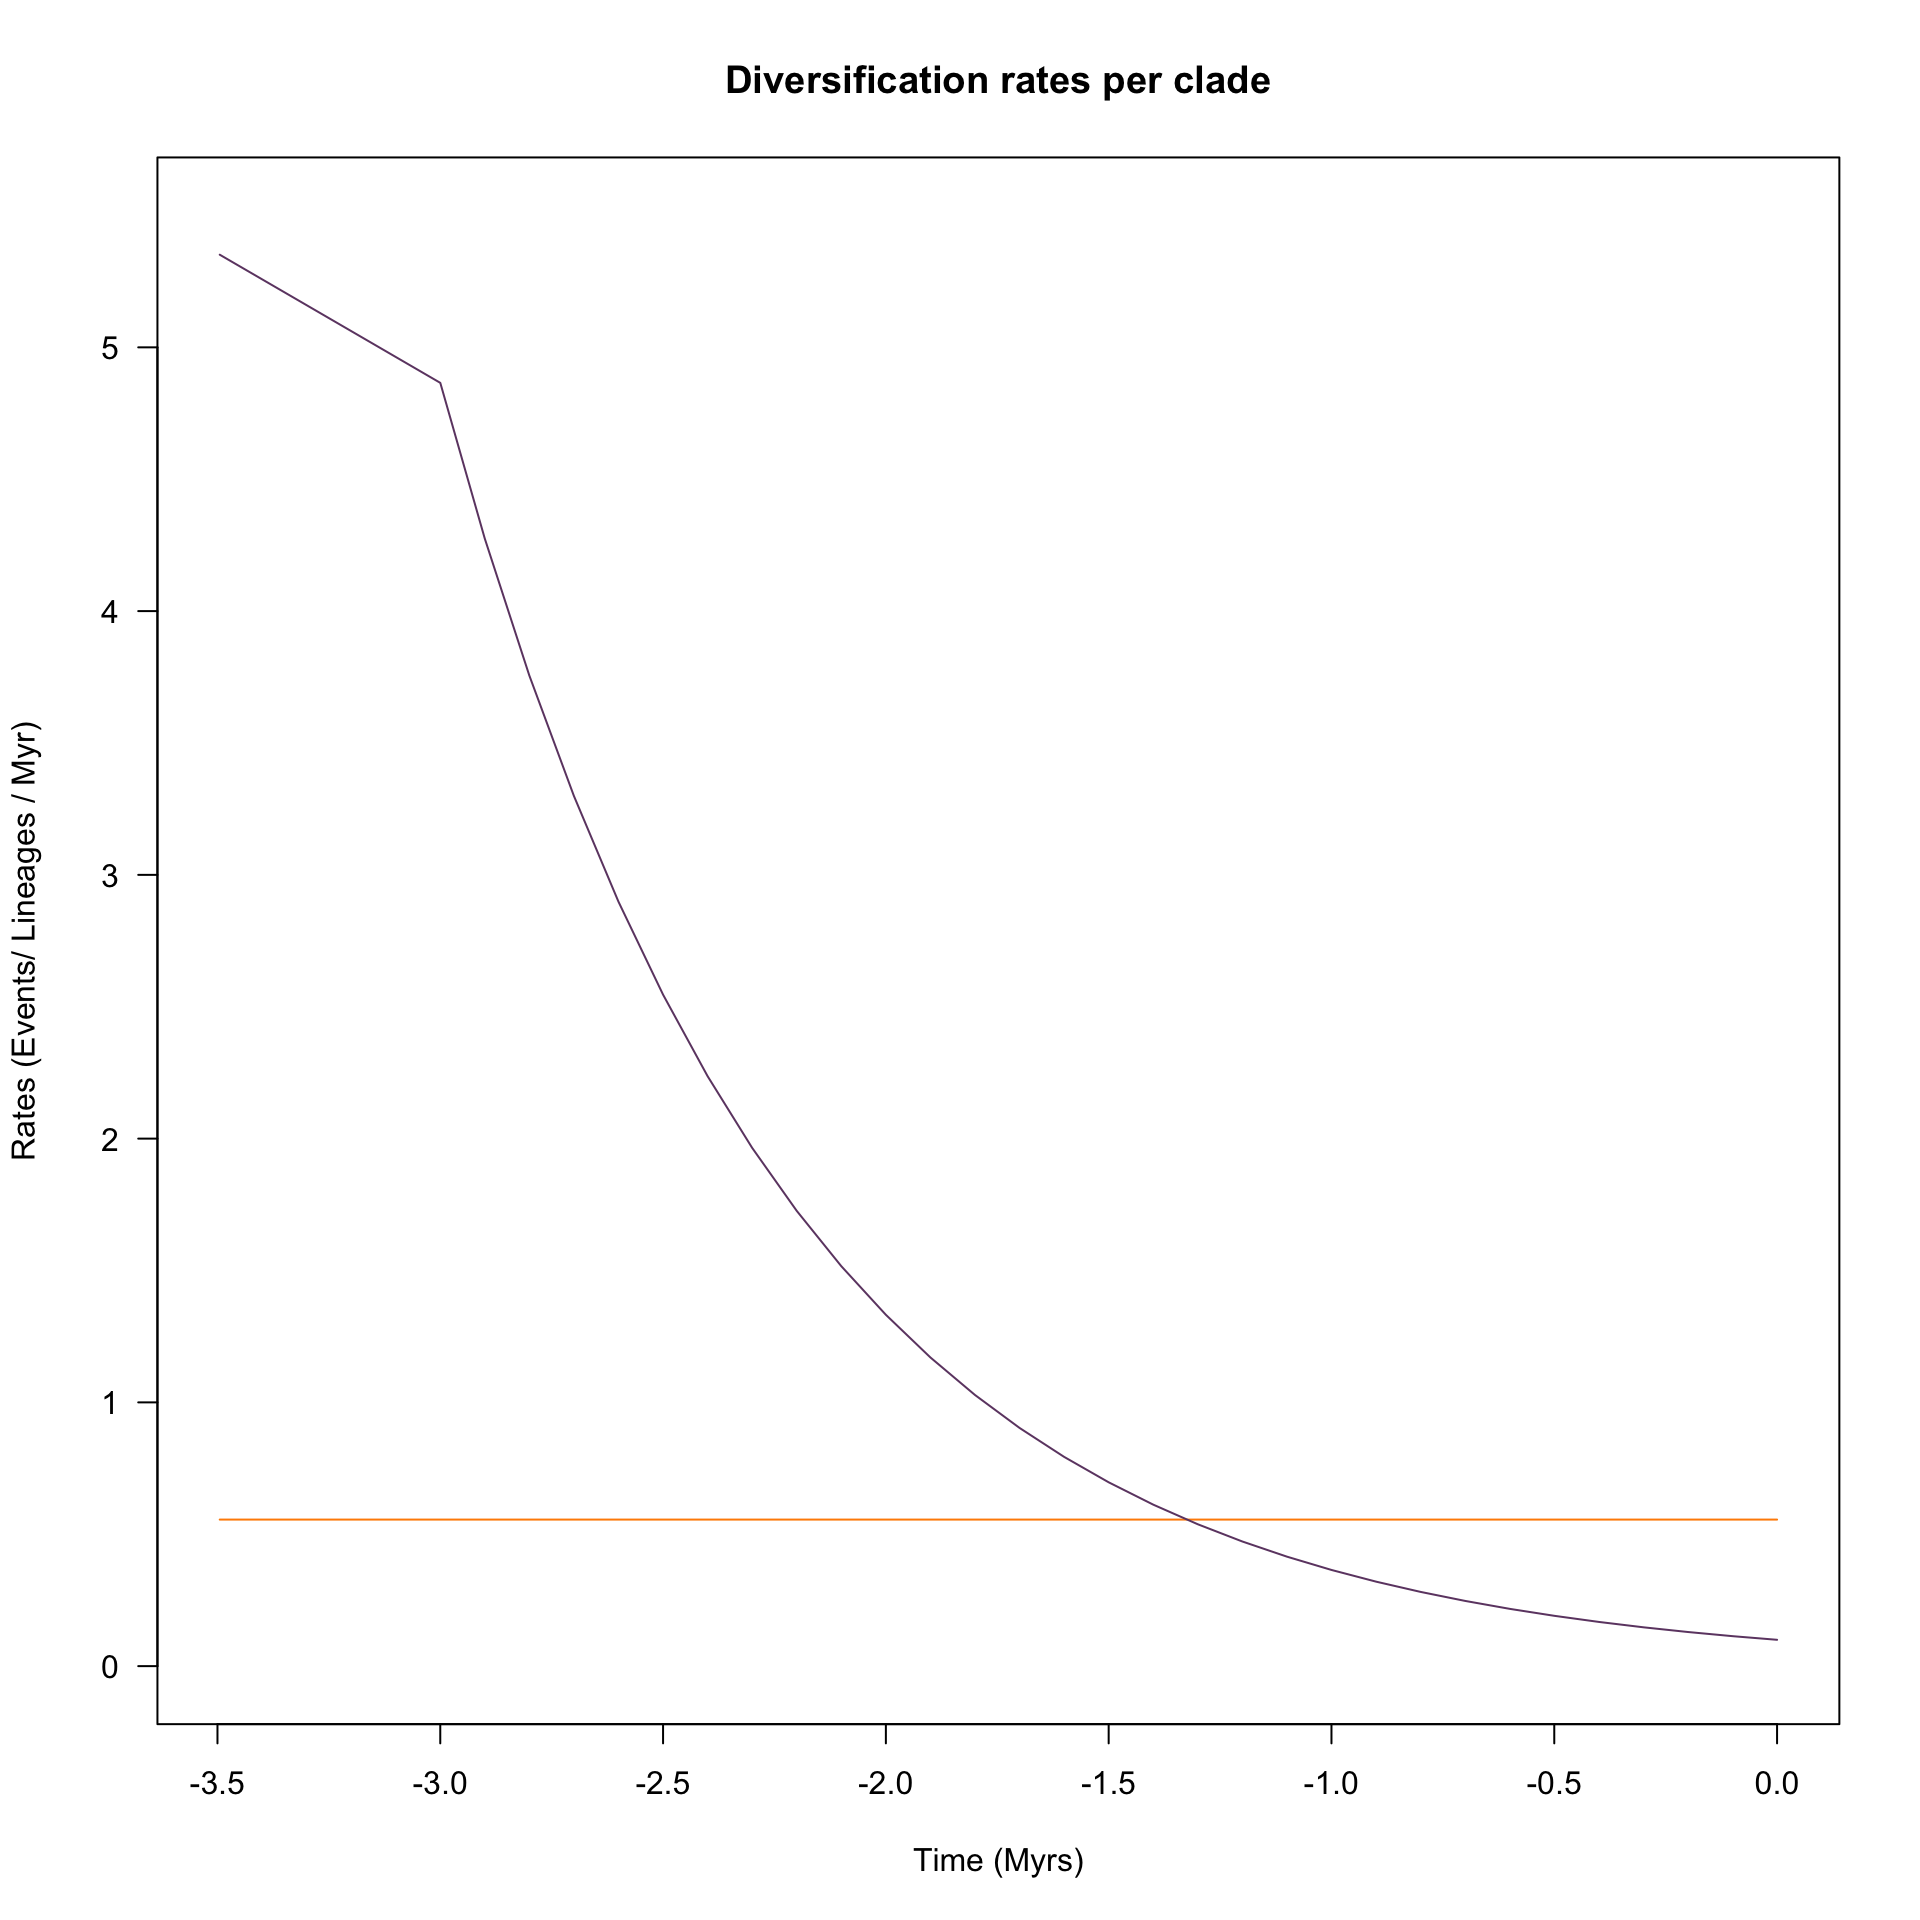 Diversification rates per clade
Rates (Events/ Lineages / Myr)
5
4
3
2
1
0
-3.5 -3.0 -2.5 -2.0 -1.5 -1.0 -0.5 0.0
Time (Myrs)